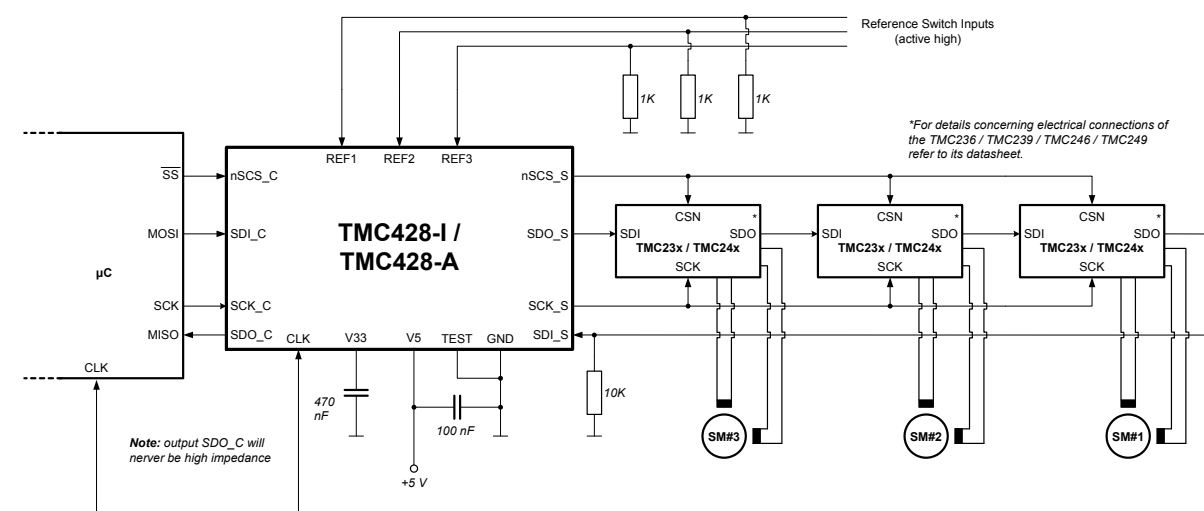 Reference Switch Inputs
(active high)
1K
1K
1K
*For details concerning electrical connections of
the TMC236 / TMC239 / TMC246 / TMC249
refer to its datasheet.
REF1
REF2
REF3
SS
nSCS_C
nSCS_S
MOSI
SDI_C
SDO_S
TMC428-I /
TMC428-A
µC
SCK
SCK_C
SCK_S
MISO
SDO_C
SDI_S
CLK
V33
V5
TEST
GND
CLK
CSN
*
SDI
SDO
TMC23x / TMC24x
SCK
CSN
*
SDI
SDO
TMC23x / TMC24x
SCK
CSN
*
SDI
SDO
TMC23x / TMC24x
SCK
470
nF
100 nF
10K
+5 V
SM#3
SM#2
SM#1
Note: output SDO_C will
nerver be high impedance